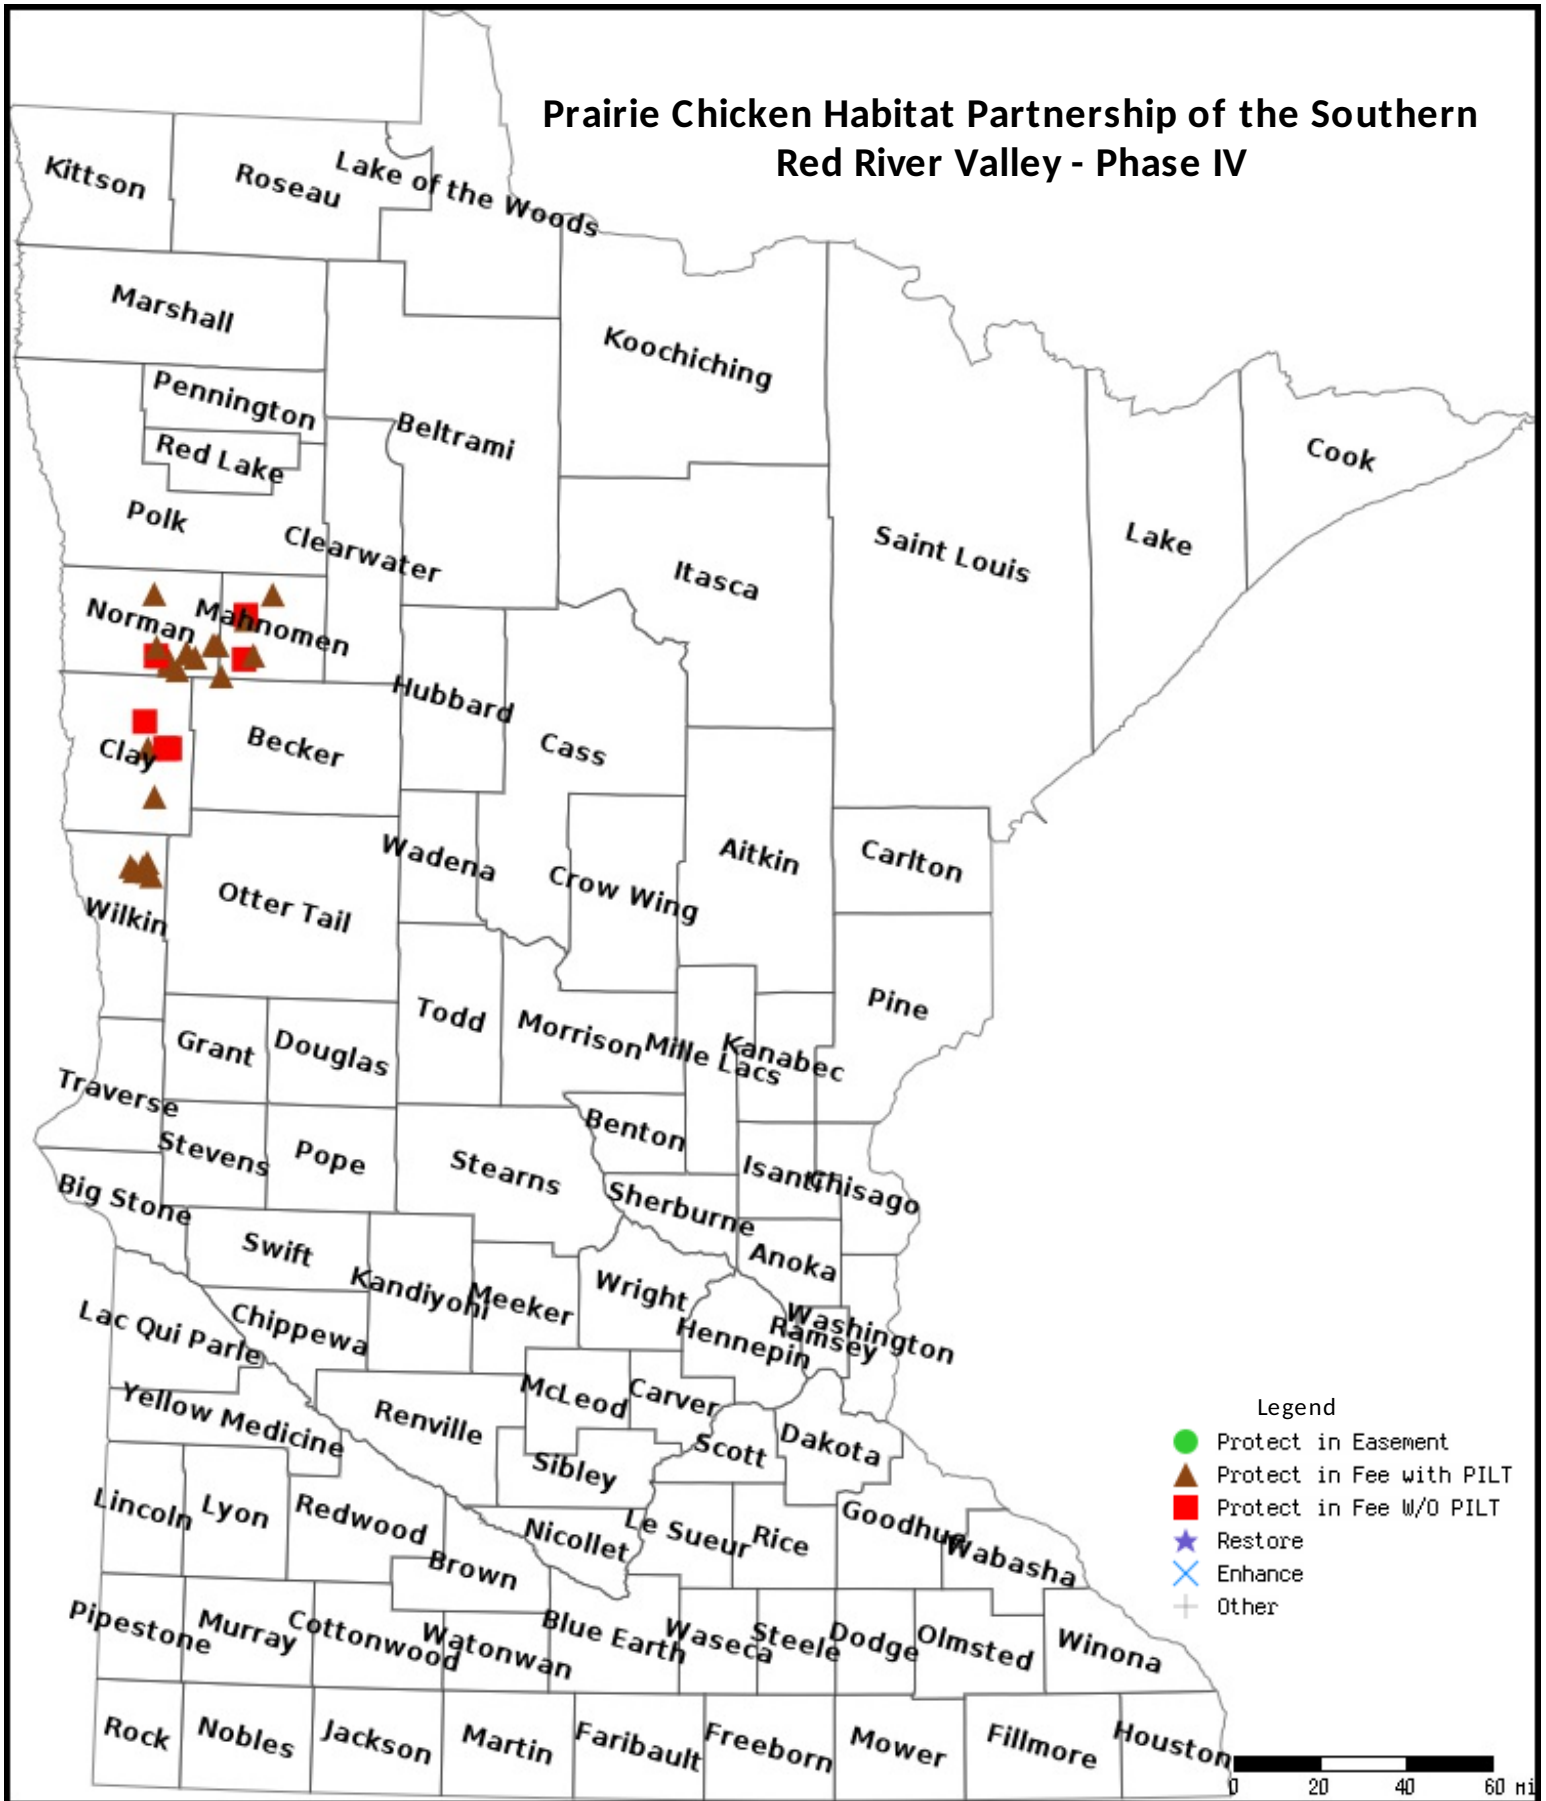 Prairie Chicken Habitat Partnership of the Southern
Red River Valley - Phase IV
Kittson
Roseau
Lake of the Woods
Marshall
Koochiching
Pennington
Beltrami
Red Lake
Cook
Polk
Clearwater
Saint Louis
Lake
Itasca
Norman
Mahnomen
Hubbard
Clay
Becker
Cass
Wadena
Aitkin
Carlton
Otter Tail
Crow Wing
Wilkin
Pine
Todd
Morrison
Mille Lacs
Kanabec
Grant
Douglas
Traverse
Stevens
Pope
Stearns
Benton
Isanti
Chisago
Big Stone
Sherburne
Swift
Anoka
Kandiyohi
Meeker
Wright
Washington
Ramsey
Hennepin
Lac Qui Parle
Chippewa
McLeod
Carver
Yellow Medicine
Renville
Scott
Dakota
Sibley
Lincoln
Lyon
Redwood
Nicollet
Le Sueur
Rice
Goodhue
Wabasha
Brown
Pipestone
Murray
Cottonwood
Watonwan
Blue Earth
Waseca
Steele
Dodge
Olmsted
Winona
Rock
Nobles
Jackson
Martin
Faribault
Freeborn
Mower
Fillmore
Houston
Legend
Protect in Easement
Protect in Fee with PILT
Protect in Fee W/O PILT
Restore
Enhance
Other
0 20 40 60 mi